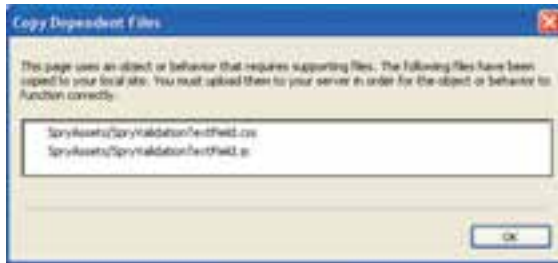 Copy Dependent Files
This page uses an object or behavior that requires supporting files. The following files have been
copied to your local site. You must upload them to your server in order for the object or behavior to
function correctly.
SpryAssets/SpryValidationTextField.css
SpryAssets/SpryValidationTextField.js
OK